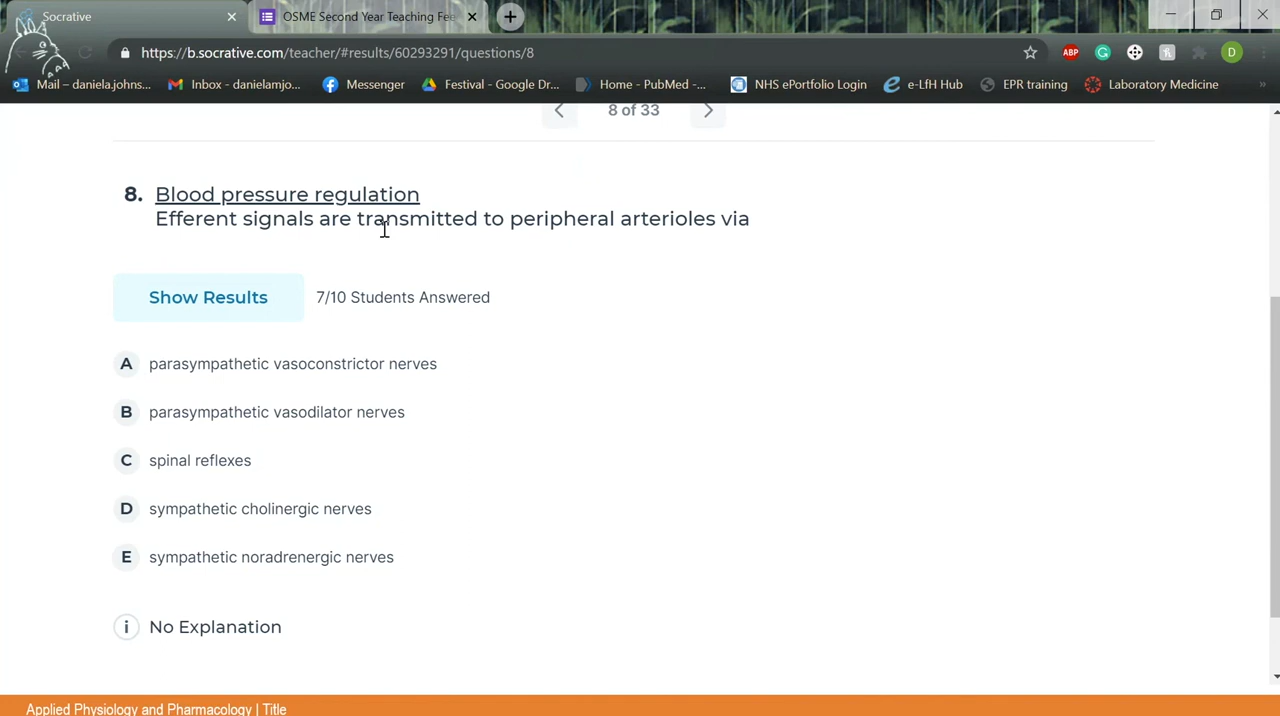 Socrative
OSME Second Year Teaching Fee
https://b.socrative.com/teacher/#results/60293291/questions/8
ABP
D
Mail – daniela.johns...
Inbox - danielamjo...
Messenger
Festival - Google Dr...
Home - PubMed -...
NHS ePortfolio Login
e-LfH Hub
EPR training
Laboratory Medicine
8 of 33
8. Blood pressure regulation
Efferent signals are transmitted to peripheral arterioles via
Show Results 7/10 Students Answered
A parasympathetic vasoconstrictor nerves
B parasympathetic vasodilator nerves
C spinal reflexes
D sympathetic cholinergic nerves
E sympathetic noradrenergic nerves
i No Explanation
Applied Physiology and Pharmacology | Title